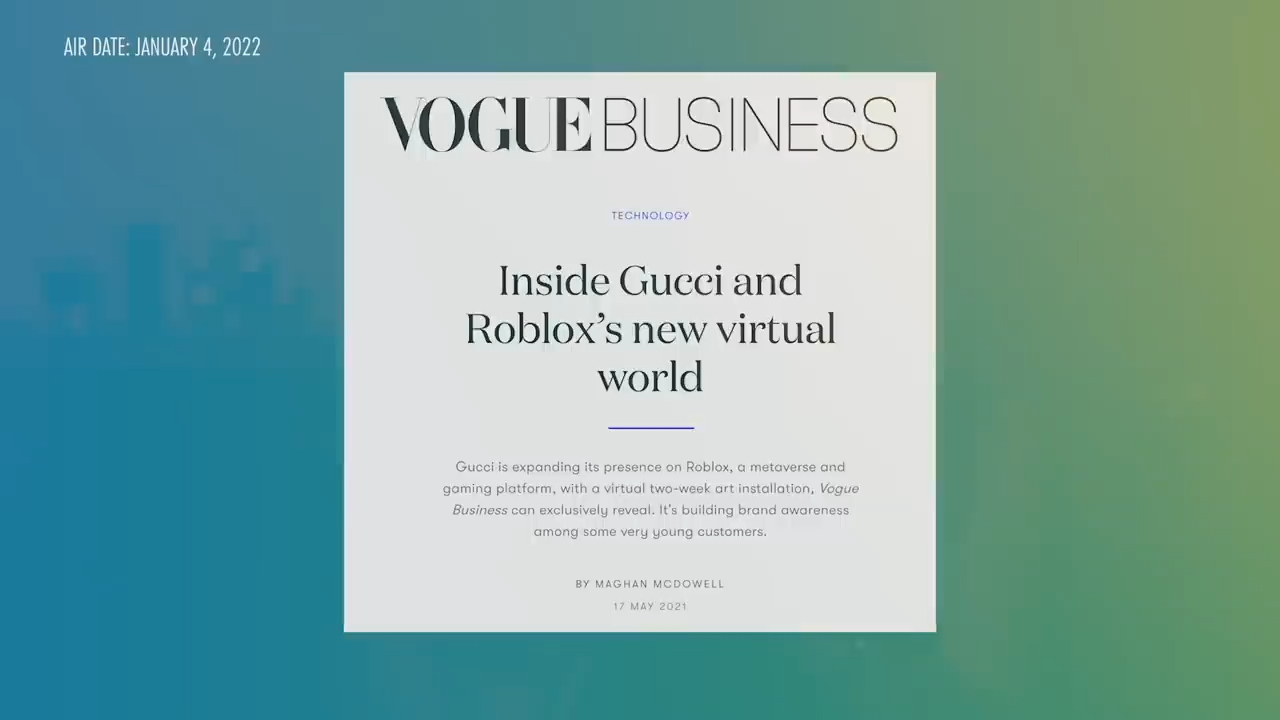 AIR DATE: JANUARY 4, 2022
VOGUE BUSINESS
TECHNOLOGY
Inside Gucci and
Roblox’s new virtual
world
Gucci is expanding its presence on Roblox, a metaverse and
gaming platform, with a virtual two-week art installation, Vogue
Business can exclusively reveal. It’s building brand awareness
among some very young customers.
BY MAGHAN MCDOWELL
17 MAY 2021